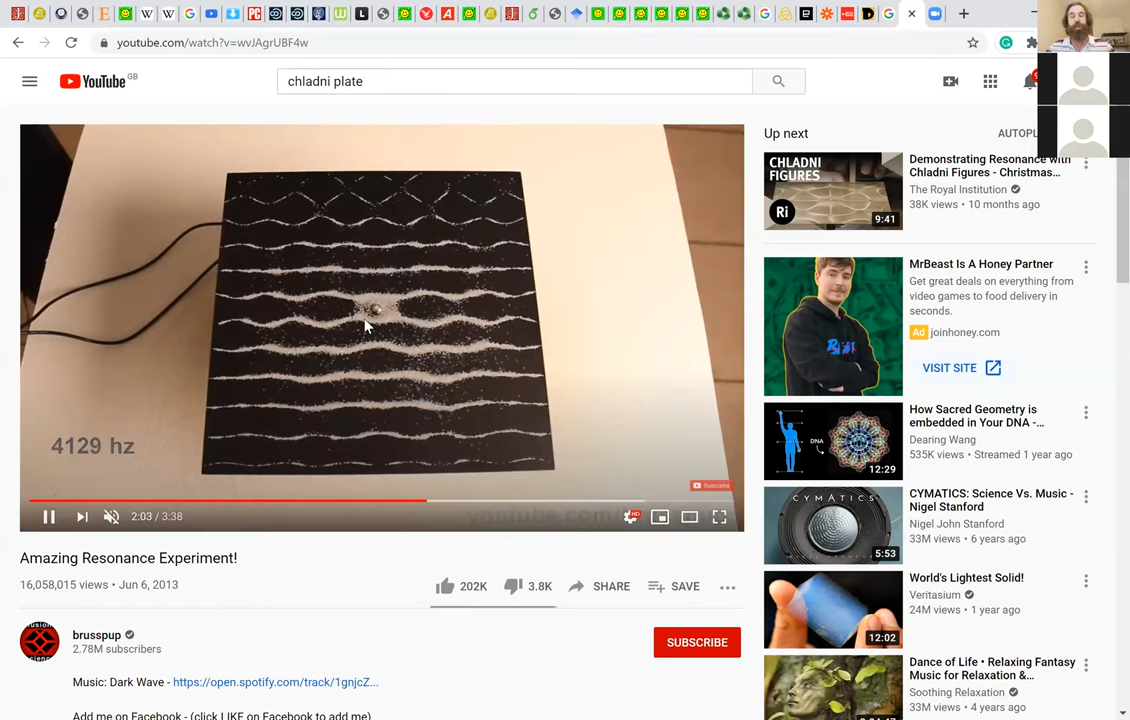 youtube.com/watch?v=wvJAgrUBF4w
YouTube GB
chladni plate
4129 hz
Subscribe
2:03 / 3:38
HD
Amazing Resonance Experiment!
16,058,015 views • Jun 6, 2013
202K
3.8K
SHARE
SAVE
brusspup
2.78M subscribers
SUBSCRIBE
Music: Dark Wave - https://open.spotify.com/track/1gnjcZ...
Add me on Facebook - (click LIKE on Facebook to add me)
Up next
AUTOPL
CHLADNI
FIGURES
Ri
9:41
Demonstrating Resonance with
Chladni Figures - Christmas...
The Royal Institution
38K views • 10 months ago
MrBeast Is A Honey Partner
Get great deals on everything from
video games to food delivery in
seconds.
Ad joinhoney.com
VISIT SITE
DNA
12:29
How Sacred Geometry is
embedded in Your DNA -...
Dearing Wang
535K views • Streamed 1 year ago
CYMATICS
5:53
CYMATICS: Science Vs. Music -
Nigel Stanford
Nigel John Stanford
33M views • 6 years ago
12:02
World's Lightest Solid!
Veritasium
24M views • 1 year ago
Dance of Life • Relaxing Fantasy
Music for Relaxation &...
Soothing Relaxation
33M views • 4 years ago